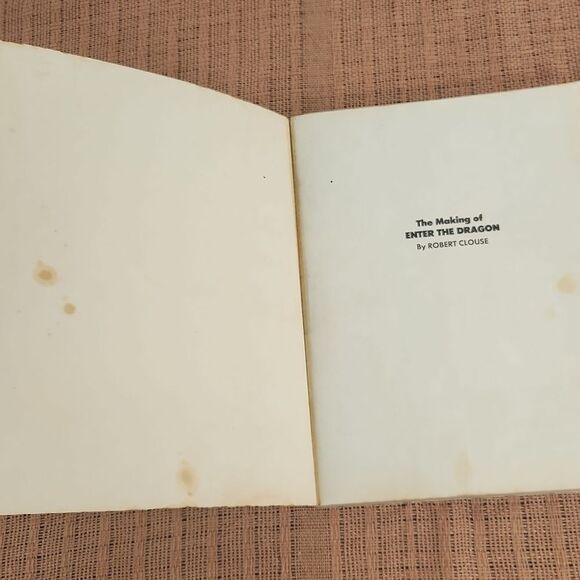 The Making of
ENTER THE DRAGON
By ROBERT CLOUSE